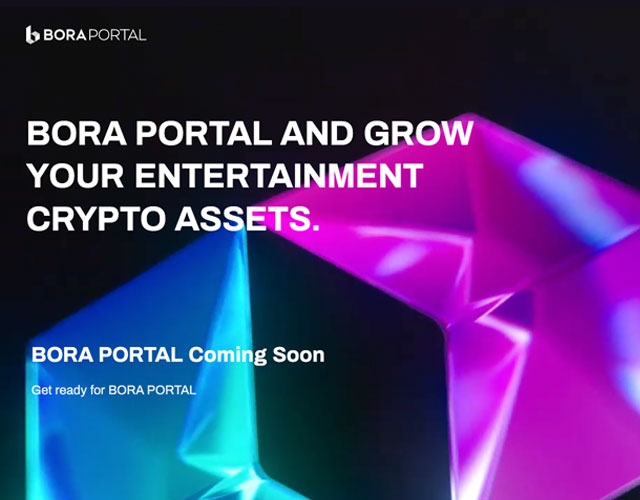 BORA PORTAL
BORA PORTAL AND GROW
YOUR ENTERTAINMENT
CRYPTO ASSETS.
BORA PORTAL Coming Soon
Get ready for BORA PORTAL